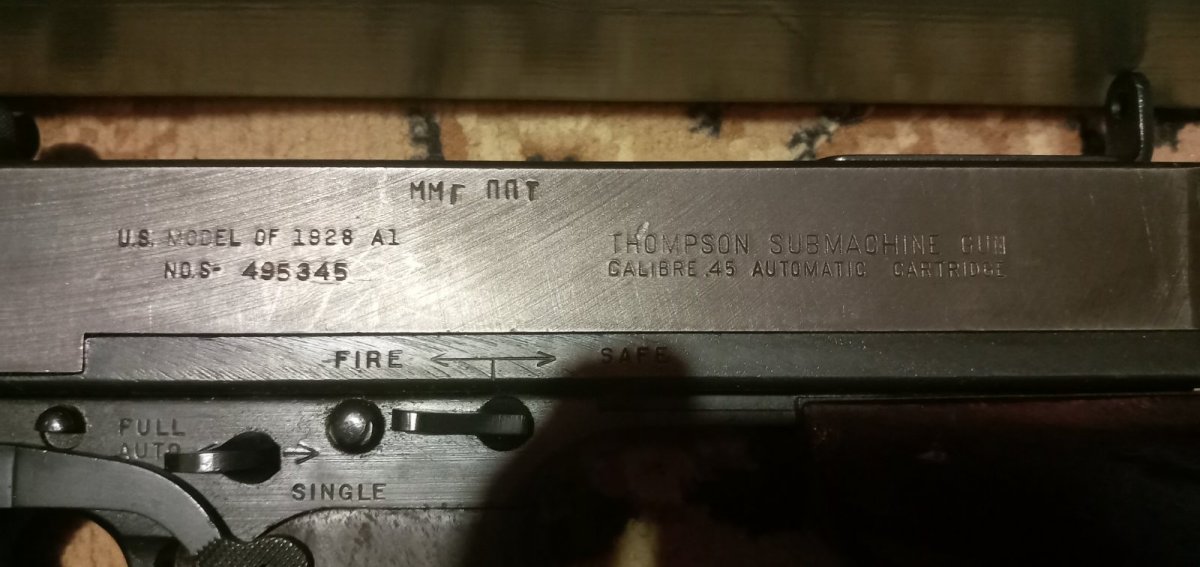 ММГ ППТ
U.S. MODEL OF 1928 A1
NO.S- 495345
THOMPSON SUBMACHINE GUN
CALIBRE .45 AUTOMATIC CARTRIDGE
FIRE SAFE
FULL
AUTO
SINGLE